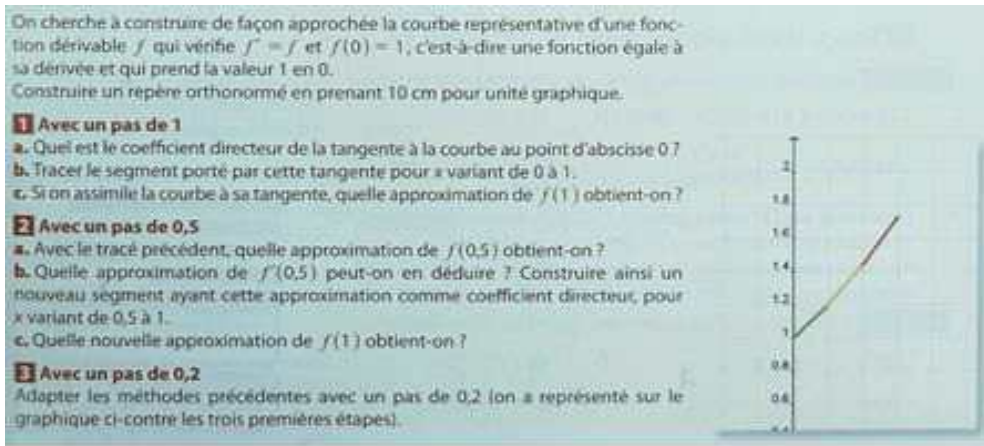 On cherche à construire de façon approchée la courbe représentative d'une fonc-
tion dérivable f qui vérifie f' = f et f(0) = 1, c'est-à-dire une fonction égale à
sa dérivée et qui prend la valeur 1 en 0.
Construire un repère orthonormé en prenant 10 cm pour unité graphique.
1 Avec un pas de 1
a. Quel est le coefficient directeur de la tangente à la courbe au point d'abscisse 0 ?
b. Tracer le segment porté par cette tangente pour x variant de 0 à 1.
c. Si on assimile la courbe à sa tangente, quelle approximation de f(1) obtient-on ?
2 Avec un pas de 0,5
a. Avec le tracé précédent, quelle approximation de f(0,5) obtient-on ?
b. Quelle approximation de f'(0,5) peut-on en déduire ? Construire ainsi un
nouveau segment ayant cette approximation comme coefficient directeur, pour
x variant de 0,5 à 1.
c. Quelle nouvelle approximation de f(1) obtient-on ?
3 Avec un pas de 0,2
Adapter les méthodes précédentes avec un pas de 0,2 (on a représenté sur le
graphique ci-contre les trois premières étapes).
2
1.8
1.6
1.4
1.2
1
0.8
0.6